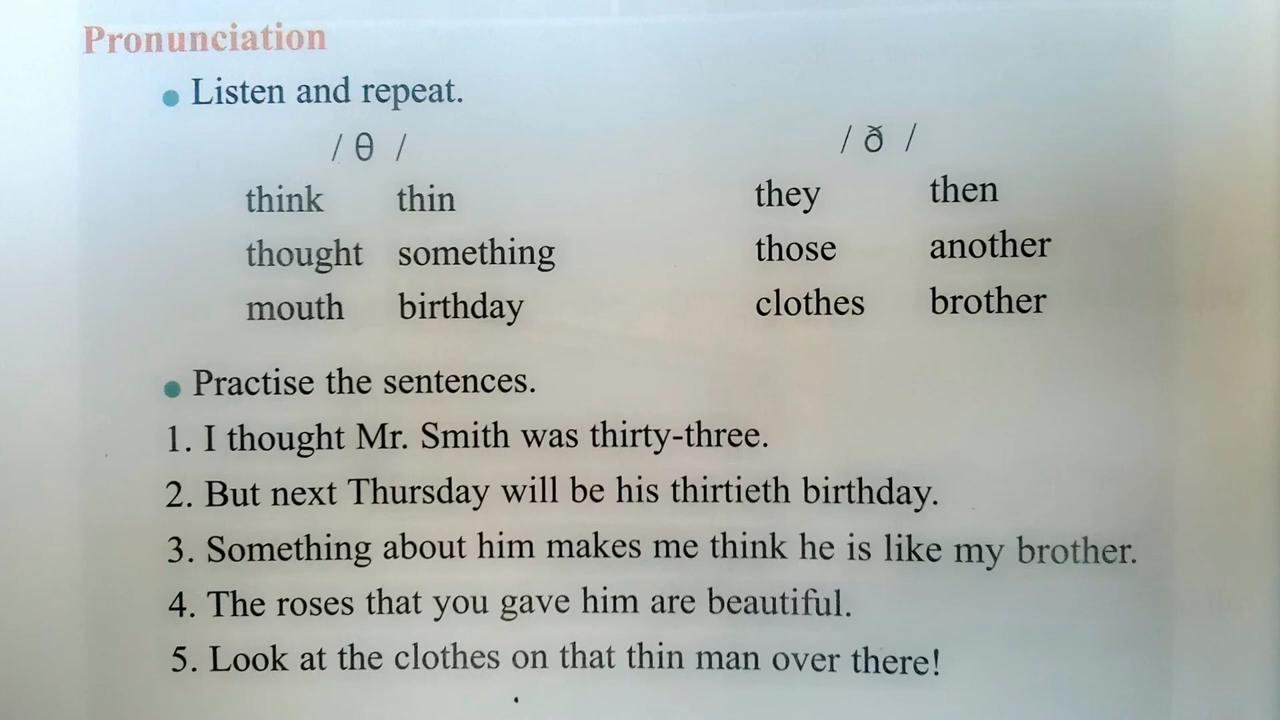 Pronunciation
● Listen and repeat.
/ θ / / ð /
think thin they then
thought something those another
mouth birthday clothes brother
● Practise the sentences.
1. I thought Mr. Smith was thirty-three.
2. But next Thursday will be his thirtieth birthday.
3. Something about him makes me think he is like my brother.
4. The roses that you gave him are beautiful.
5. Look at the clothes on that thin man over there!